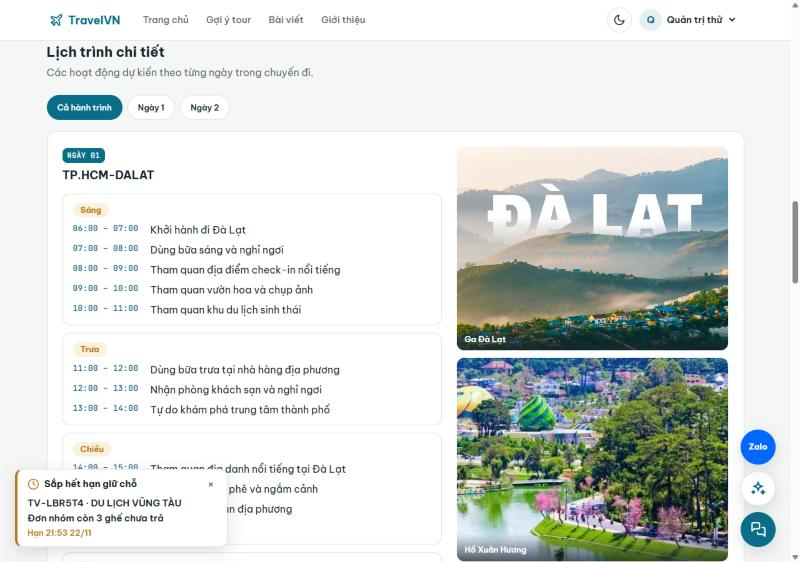 TravelVN
Trang chủ
Gợi ý tour
Bài viết
Giới thiệu
Q
Quản trị thử
Lịch trình chi tiết
Các hoạt động dự kiến theo từng ngày trong chuyến đi.
Cả hành trình
Ngày 1
Ngày 2
NGÀY 01
TP.HCM-DALAT
Sáng
06:00 – 07:00 Khởi hành đi Đà Lạt
07:00 – 08:00 Dùng bữa sáng và nghỉ ngơi
08:00 – 09:00 Tham quan địa điểm check-in nổi tiếng
09:00 – 10:00 Tham quan vườn hoa và chụp ảnh
10:00 – 11:00 Tham quan khu du lịch sinh thái
Trưa
11:00 – 12:00 Dùng bữa trưa tại nhà hàng địa phương
12:00 – 13:00 Nhận phòng khách sạn và nghỉ ngơi
13:00 – 14:00 Tự do khám phá trung tâm thành phố
Chiều
14:00 – 15:00 Tham quan địa danh nổi tiếng tại Đà Lạt
phê và ngắm cảnh
địa phương
ĐÀ LẠT
Ga Đà Lạt
Hồ Xuân Hương
Sắp hết hạn giữ chỗ ×
TV-LBR5T4 · DU LỊCH VŨNG TÀU
Đơn nhóm còn 3 ghế chưa trả
Hạn 21:53 22/11
Zalo